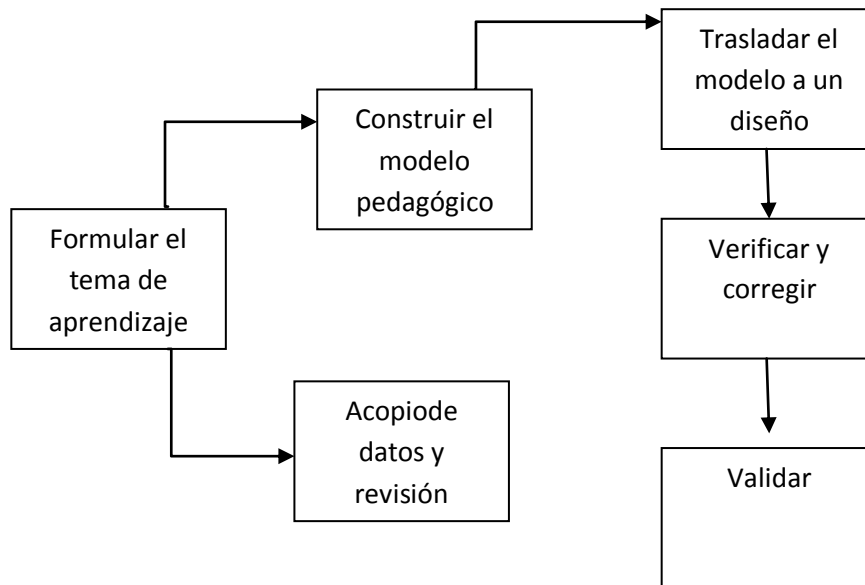 Formular el
tema de
aprendizaje
Construir el
modelo
pedagógico
Acopiode
datos y
revisión
Trasladar el
modelo a un
diseño
Verificar y
corregir
Validar